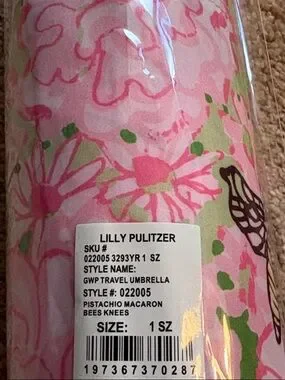 LILLY PULITZER
SKU #
022005 3293YR 1 SZ
STYLE NAME:
GWP TRAVEL UMBRELLA
STYLE #: 022005
PISTACHIO MACARON
BEES KNEES
SIZE: 1 SZ
197367370287